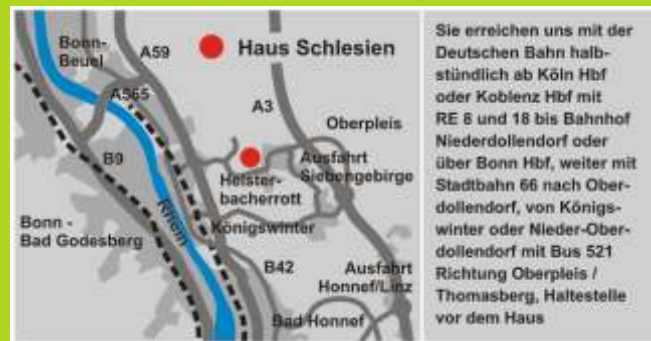 Bonn-
Beuel
A59
Haus Schlesien
A565
A3
Oberpleis
B9
Ausfahrt
Siebengebirge
Heister-
bacherrott
Rhein
Bonn -
Bad Godesberg
Königswinter
B42
Ausfahrt
Honnef/Linz
Bad Honnef
Sie erreichen uns mit der
Deutschen Bahn halb-
stündlich ab Köln Hbf
oder Koblenz Hbf mit
RE 8 und 18 bis Bahnhof
Niederdollendorf oder
über Bonn Hbf, weiter mit
Stadtbahn 66 nach Ober-
dollendorf, von Königs-
winter oder Nieder-Ober-
dollendorf mit Bus 521
Richtung Oberpleis /
Thomasberg, Haltestelle
vor dem Haus